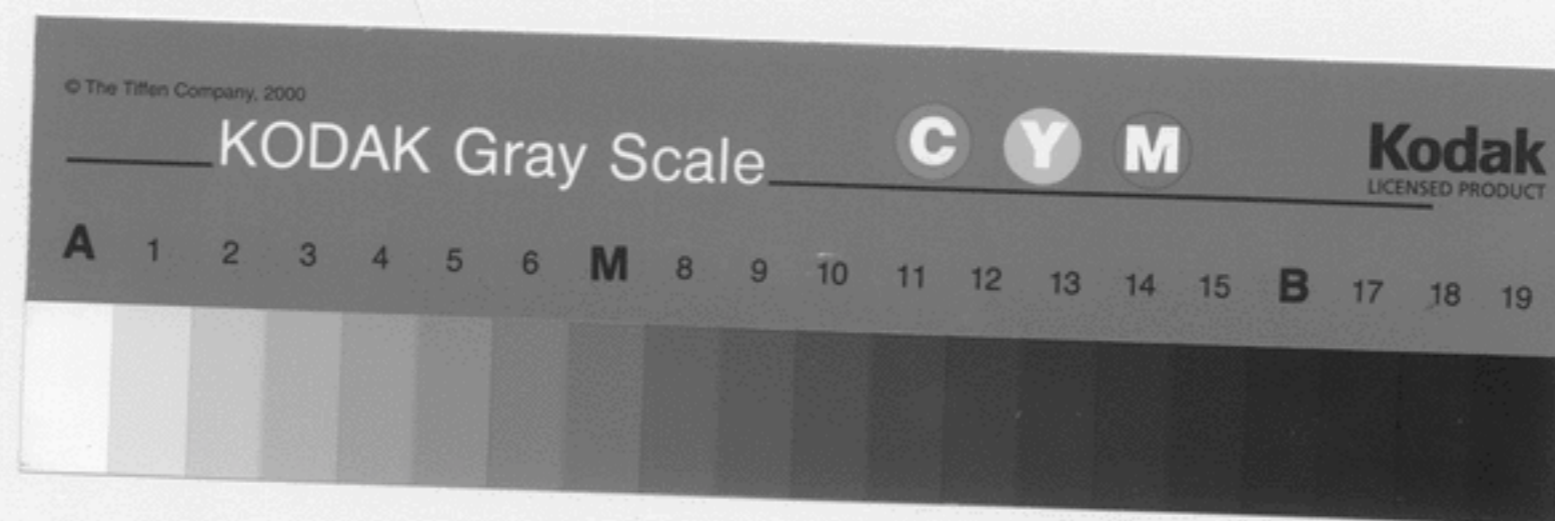 © The Tiffen Company, 2000
KODAK Gray Scale
C Y M
Kodak
LICENSED PRODUCT
A 1 2 3 4 5 6 M 8 9 10 11 12 13 14 15 B 17 18 19